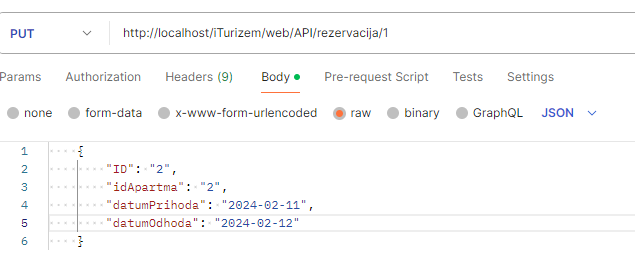 PUT http://localhost/iTurizem/web/API/rezervacija/1
Params Authorization Headers (9) Body Pre-request Script Tests Settings
none form-data x-www-form-urlencoded raw binary GraphQL JSON
1 {
2 "ID": "2",
3 "idApartma": "2",
4 "datumPrihoda": "2024-02-11",
5 "datumOdhoda": "2024-02-12"
6 }